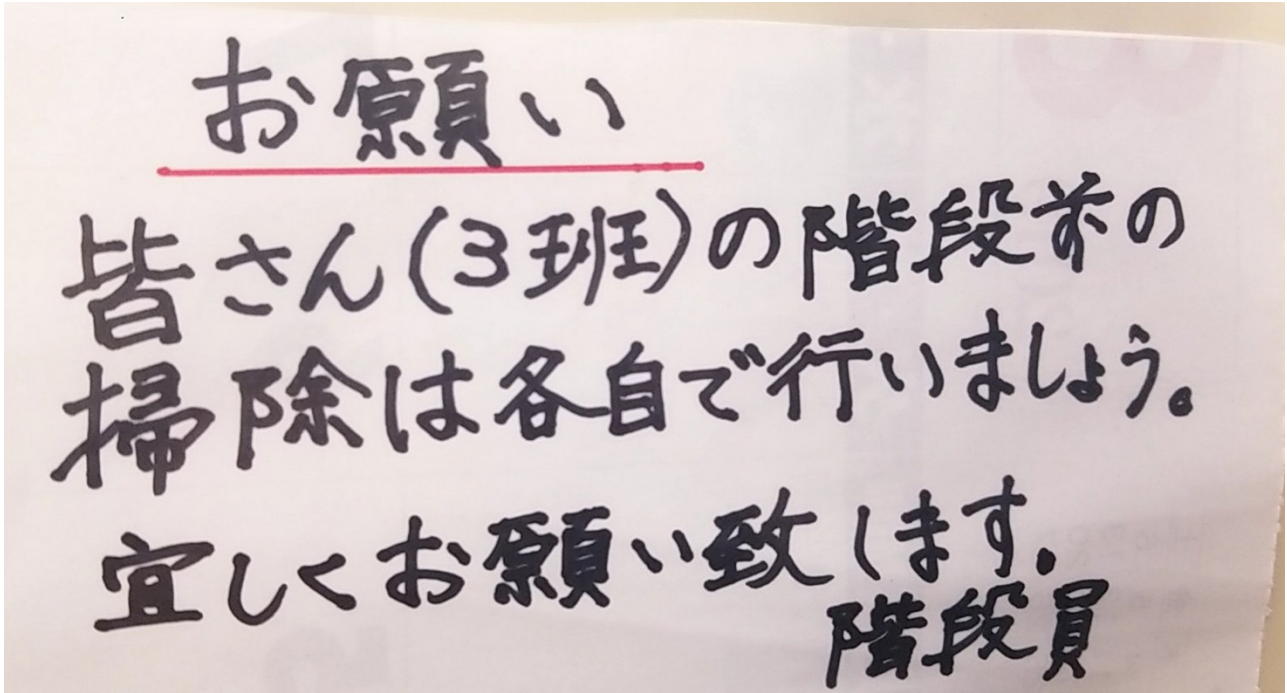 お願い
皆さん(3班)の階段前の
掃除は各自で行いましょう。
宜しくお願い致します.
階段員